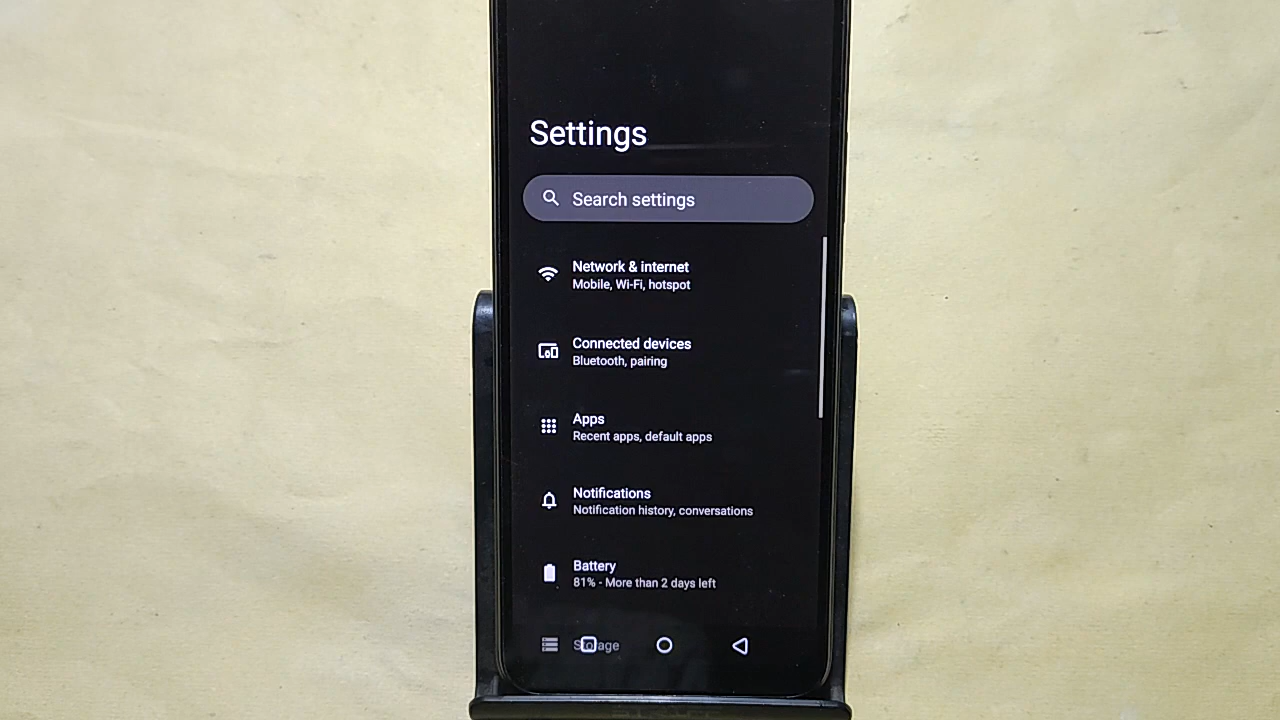 Settings
Search settings
Network & internet
Mobile, Wi-Fi, hotspot
Connected devices
Bluetooth, pairing
Apps
Recent apps, default apps
Notifications
Notification history, conversations
Battery
81% - More than 2 days left
Storage